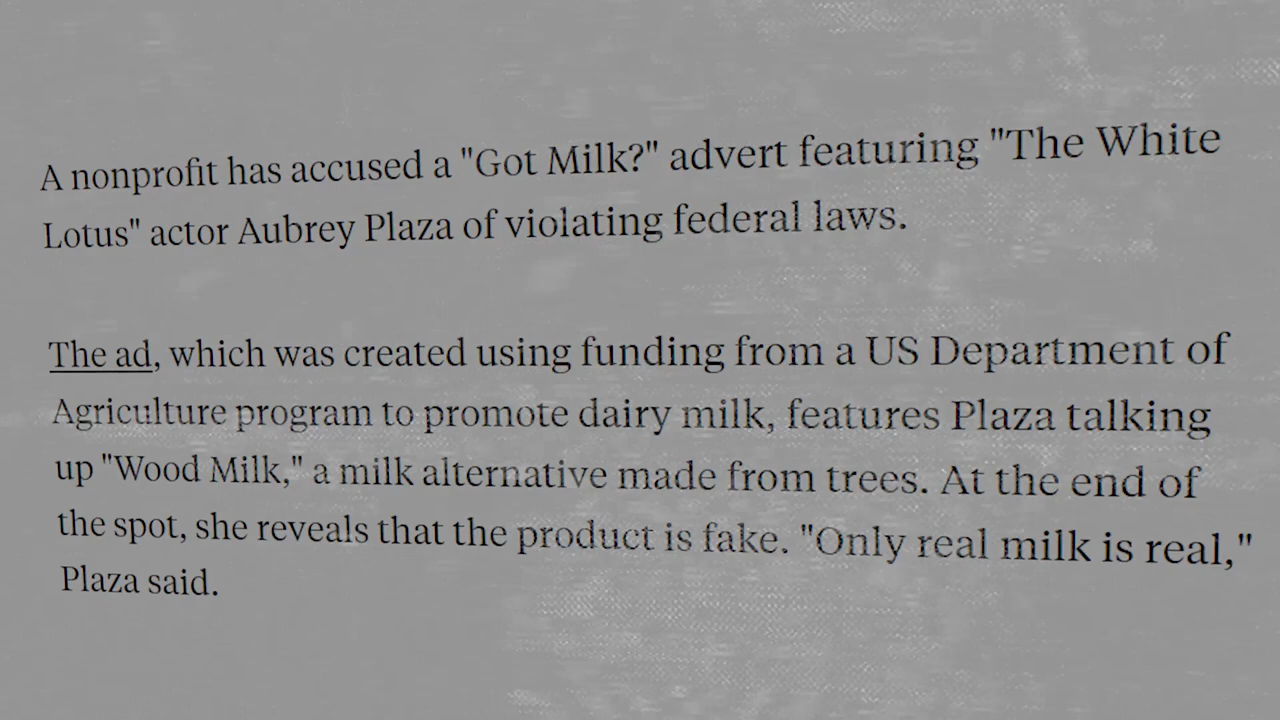 A nonprofit has accused a "Got Milk?" advert featuring "The White
Lotus" actor Aubrey Plaza of violating federal laws.
The ad, which was created using funding from a US Department of
Agriculture program to promote dairy milk, features Plaza talking
up "Wood Milk," a milk alternative made from trees. At the end of
the spot, she reveals that the product is fake. "Only real milk is real,"
Plaza said.